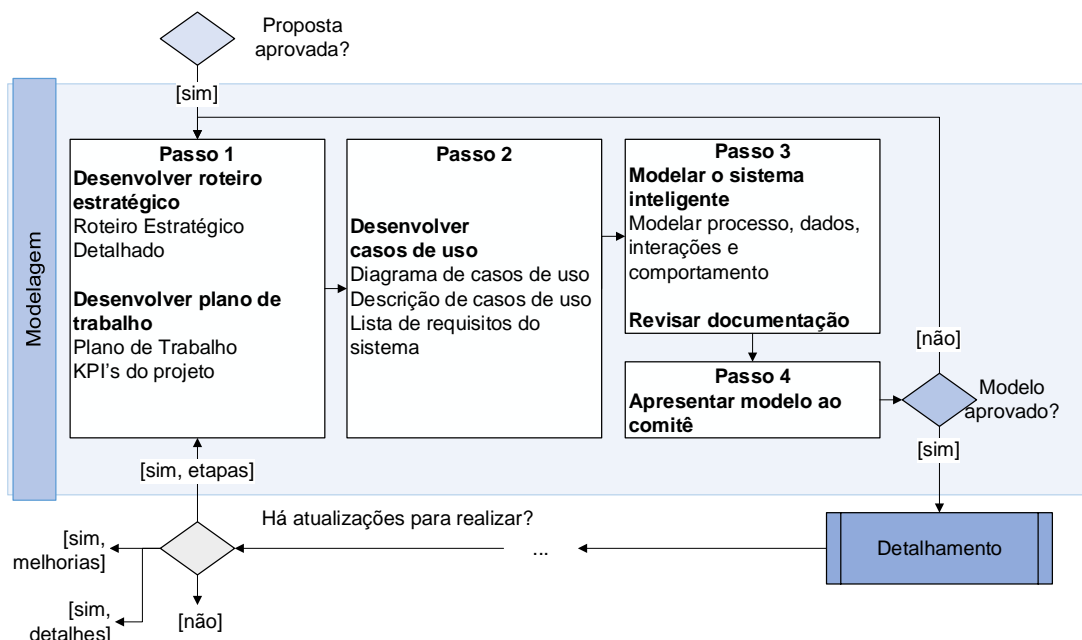 Proposta
aprovada?
[sim]
Modelagem
Passo 1
Desenvolver roteiro
estratégico
Roteiro Estratégico
Detalhado
Desenvolver plano de
trabalho
Plano de Trabalho
KPI's do projeto
Passo 2
Desenvolver
casos de uso
Diagrama de casos de uso
Descrição de casos de uso
Lista de requisitos do
sistema
Passo 3
Modelar o sistema
inteligente
Modelar processo, dados,
interações e
comportamento
Revisar documentação
Passo 4
Apresentar modelo ao
comitê
[não]
Modelo
aprovado?
[sim]
[sim, etapas]
Há atualizações para realizar?
...
Detalhamento
[sim,
melhorias]
[sim,
detalhes]
[não]